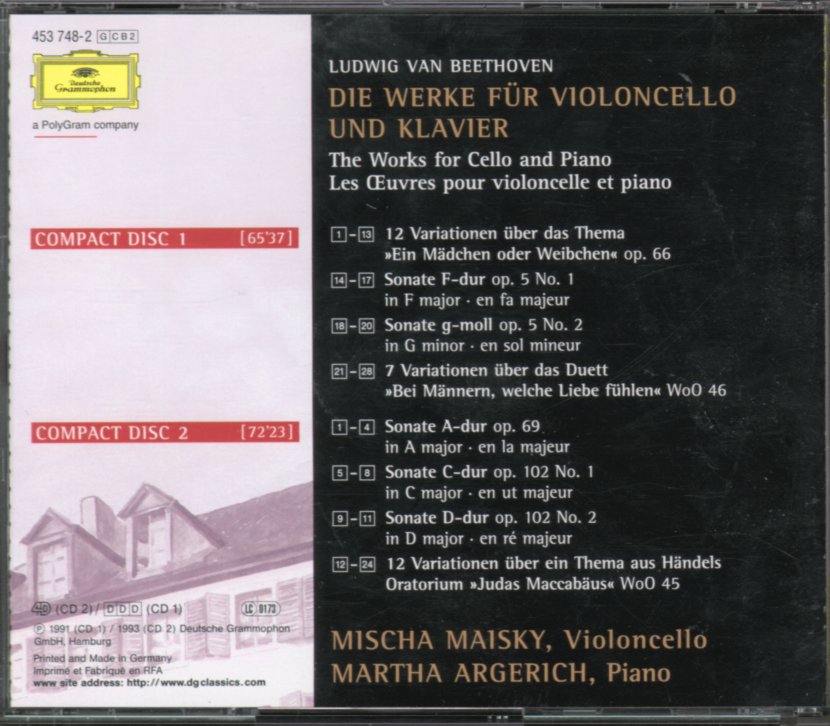 453 748-2 GCB2
Deutsche
Grammophon
a PolyGram company
LUDWIG VAN BEETHOVEN
DIE WERKE FÜR VIOLONCELLO
UND KLAVIER
The Works for Cello and Piano
Les Œuvres pour violoncelle et piano
COMPACT DISC 1 [65'37]
1–13 12 Variationen über das Thema
»Ein Mädchen oder Weibchen« op. 66
14–17 Sonate F-dur op. 5 No. 1
in F major · en fa majeur
18–20 Sonate g-moll op. 5 No. 2
in G minor · en sol mineur
21–28 7 Variationen über das Duett
»Bei Männern, welche Liebe fühlen« WoO 46
COMPACT DISC 2 [72'23]
1–4 Sonate A-dur op. 69
in A major · en la majeur
5–8 Sonate C-dur op. 102 No. 1
in C major · en ut majeur
9–11 Sonate D-dur op. 102 No. 2
in D major · en ré majeur
12–24 12 Variationen über ein Thema aus Händels
Oratorium »Judas Maccabäus« WoO 45
4D (CD 2) / DDD (CD 1) LC 0173
℗ 1991 (CD 1) / 1993 (CD 2) Deutsche Grammophon
GmbH, Hamburg
Printed and Made in Germany
Imprimé et Fabriqué en RFA
www site address: http://www.dgclassics.com
MISCHA MAISKY, Violoncello
MARTHA ARGERICH, Piano